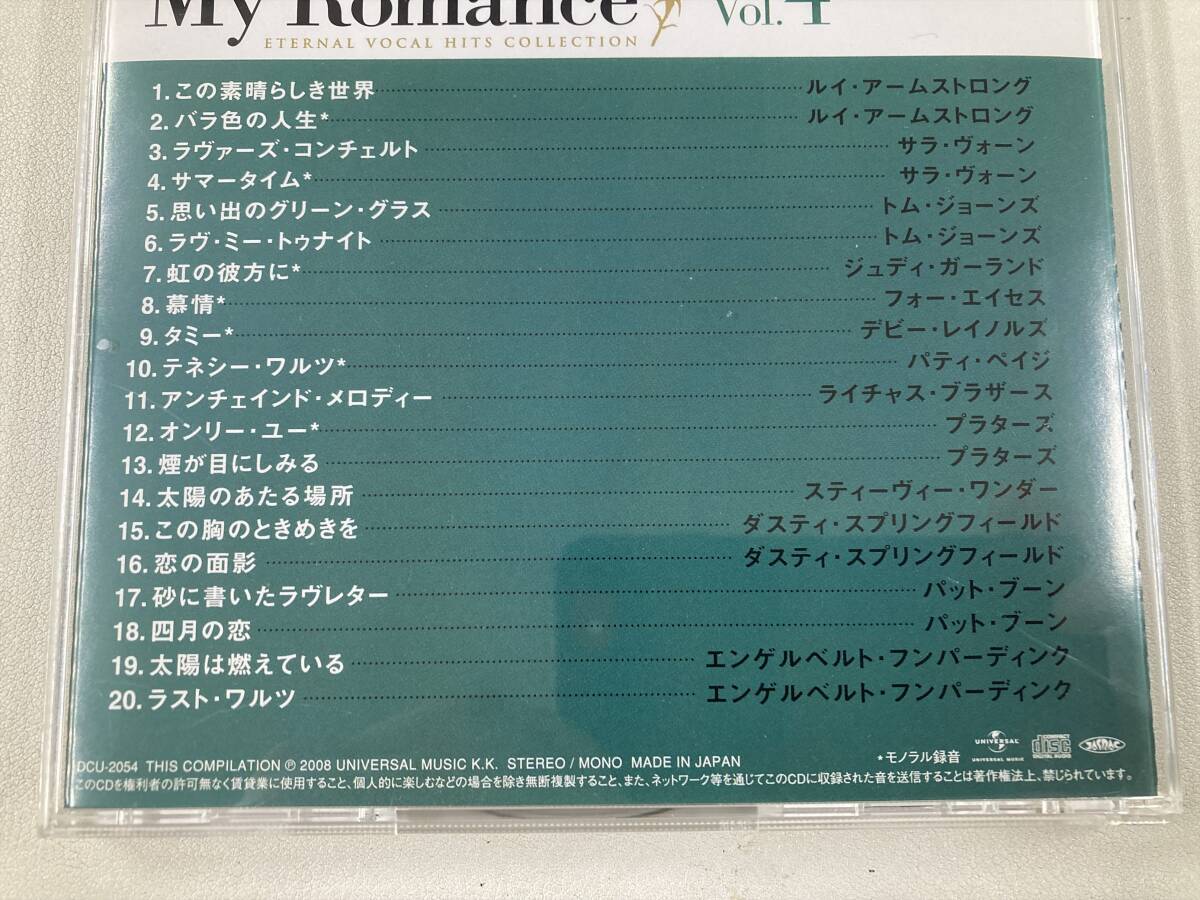 My Romance Vol.4
ETERNAL VOCAL HITS COLLECTION
1. この素晴らしき世界 ルイ・アームストロング
2. バラ色の人生* ルイ・アームストロング
3. ラヴァーズ・コンチェルト サラ・ヴォーン
4. サマータイム* サラ・ヴォーン
5. 思い出のグリーン・グラス トム・ジョーンズ
6. ラヴ・ミー・トゥナイト トム・ジョーンズ
7. 虹の彼方に* ジュディ・ガーランド
8. 慕情* フォー・エイセス
9. タミー* デビー・レイノルズ
10. テネシー・ワルツ* パティ・ペイジ
11. アンチェインド・メロディー ライチャス・ブラザース
12. オンリー・ユー* プラターズ
13. 煙が目にしみる プラターズ
14. 太陽のあたる場所 スティーヴィー・ワンダー
15. この胸のときめきを ダスティ・スプリングフィールド
16. 恋の面影 ダスティ・スプリングフィールド
17. 砂に書いたラヴレター パット・ブーン
18. 四月の恋 パット・ブーン
19. 太陽は燃えている エンゲルベルト・フンパーディンク
20. ラスト・ワルツ エンゲルベルト・フンパーディンク
DCU-2054 THIS COMPILATION ℗ 2008 UNIVERSAL MUSIC K.K. STEREO / MONO MADE IN JAPAN
*モノラル録音
UNIVERSAL
UNIVERSAL MUSIC
COMPACT
disc
DIGITAL AUDIO
JASRAC
このCDを権利者の許可無く賃貸業に使用すること、個人的に楽しむなどの場合を除き無断複製すること、また、ネットワーク等を通じてこのCDに収録された音を送信することは著作権法上、禁じられています。